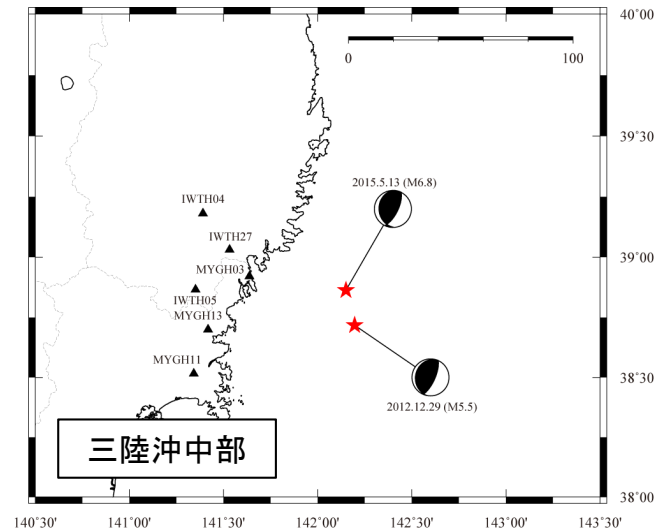 40°00'
0
100
2015.5.13 (M6.8)
39°30'
IWTH04
IWTH27
MYGH03
39°00'
IWTH05
MYGH13
MYGH11
38°30'
2012.12.29 (M5.5)
三陸沖中部
38°00'
140°30'
141°00'
141°30'
142°00'
142°30'
143°00'
143°30'